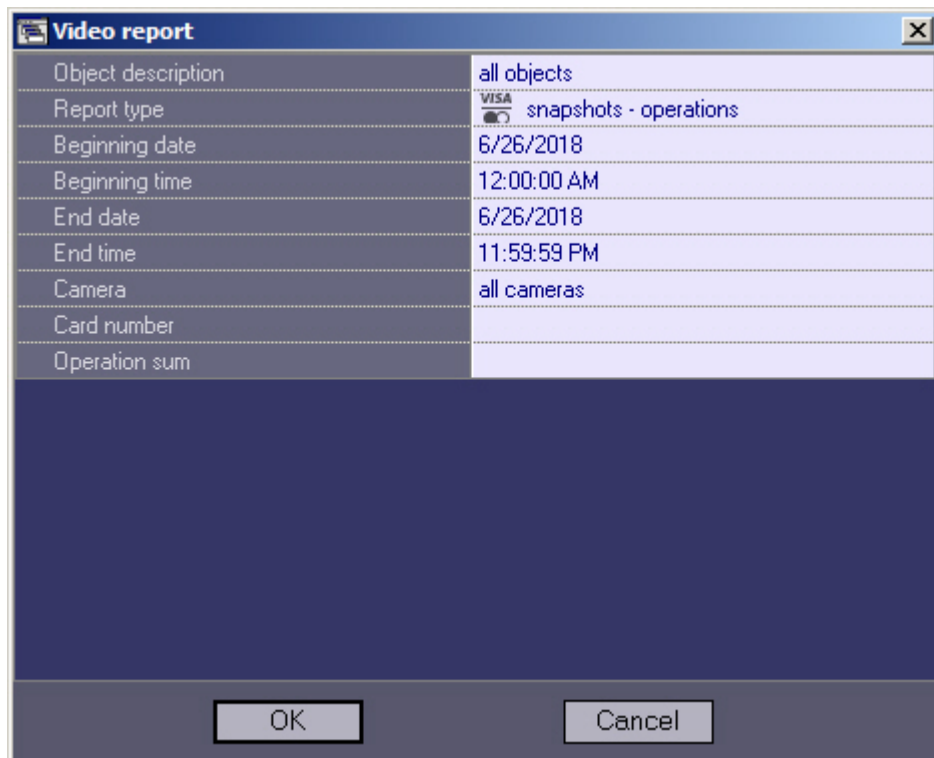 Video report
Object description all objects
Report type VISA snapshots - operations
Beginning date 6/26/2018
Beginning time 12:00:00 AM
End date 6/26/2018
End time 11:59:59 PM
Camera all cameras
Card number
Operation sum
OK Cancel